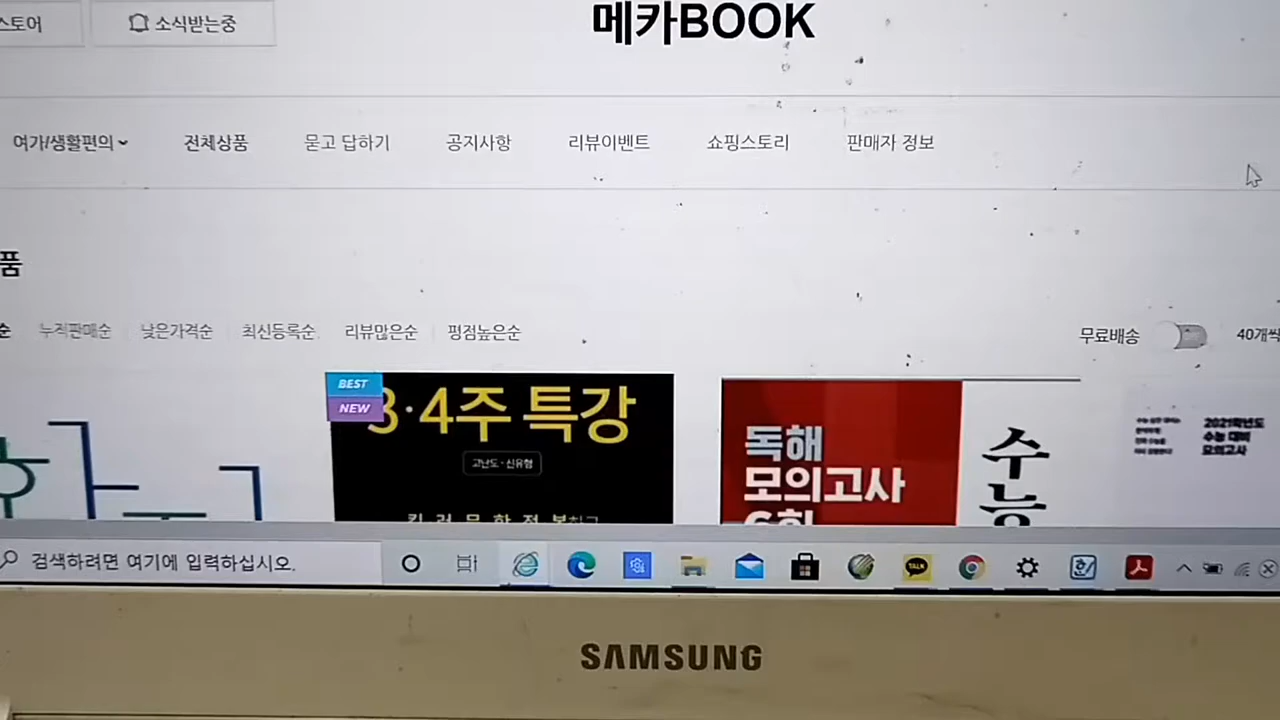 스토어
소식받는중
메카BOOK
여가/생활편의
전체상품
묻고 답하기
공지사항
리뷰이벤트
쇼핑스토리
판매자 정보
품
순
누적판매순
낮은가격순
최신등록순
리뷰많은순
평점높은순
무료배송
40개씩
BEST
NEW
3·4주 특강
고난도·신유형
독해
모의고사
6회
수능
2021학년도
수능 대비
모의고사
검색하려면 여기에 입력하십시오.
TALK
SAMSUNG